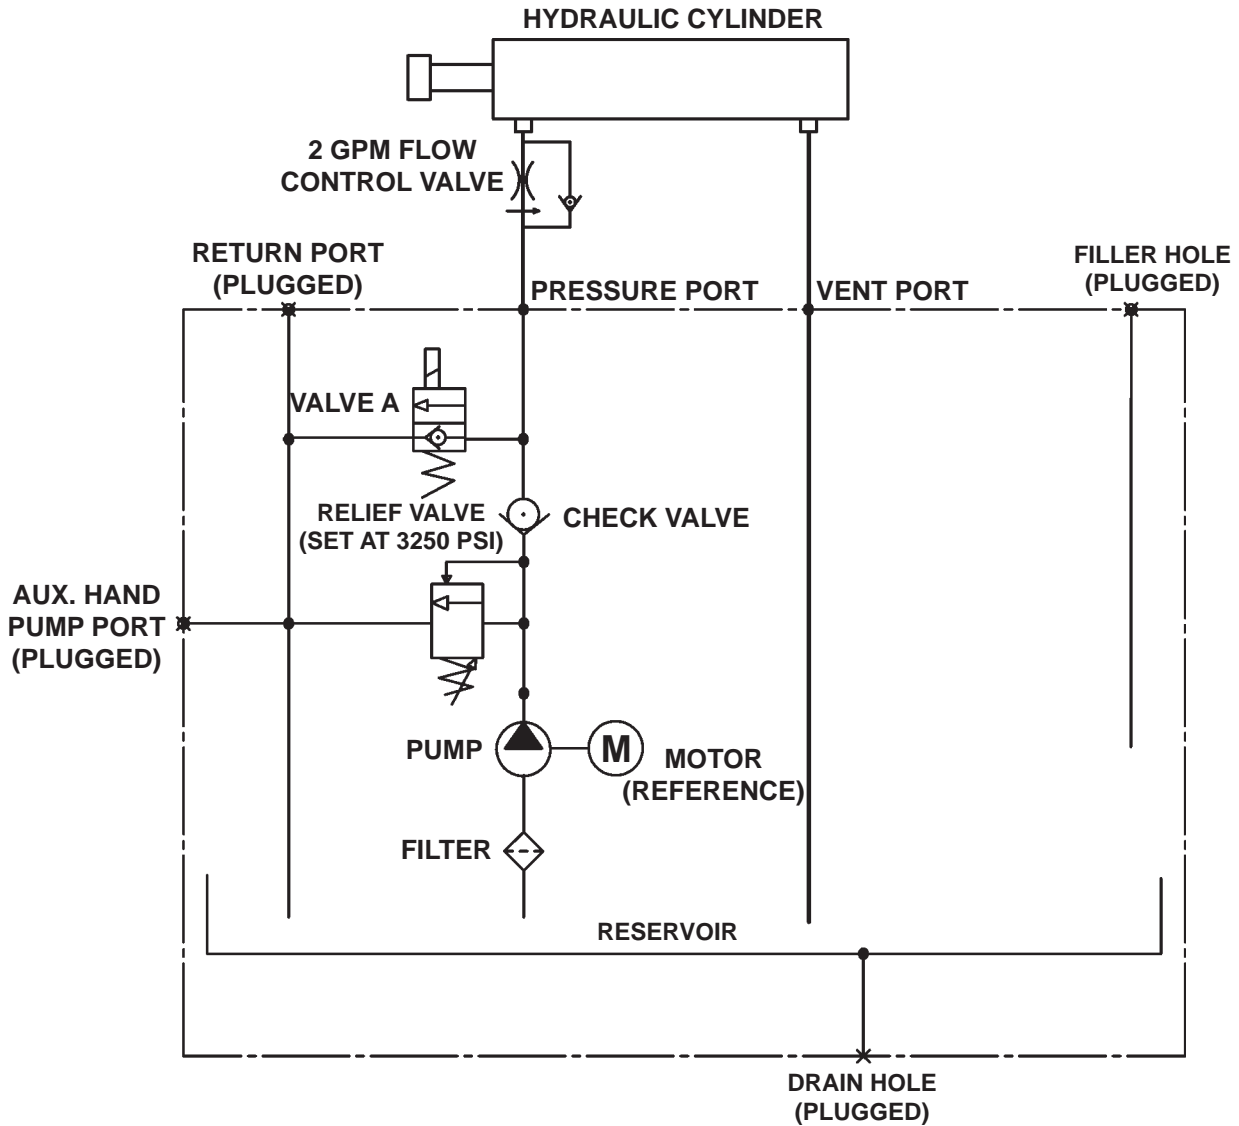 HYDRAULIC CYLINDER
2 GPM FLOW
CONTROL VALVE
RETURN PORT
(PLUGGED)
FILLER HOLE
(PLUGGED)
PRESSURE PORT
VENT PORT
VALVE A
RELIEF VALVE
(SET AT 3250 PSI)
CHECK VALVE
AUX. HAND
PUMP PORT
(PLUGGED)
PUMP
M
MOTOR
(REFERENCE)
FILTER
RESERVOIR
DRAIN HOLE
(PLUGGED)